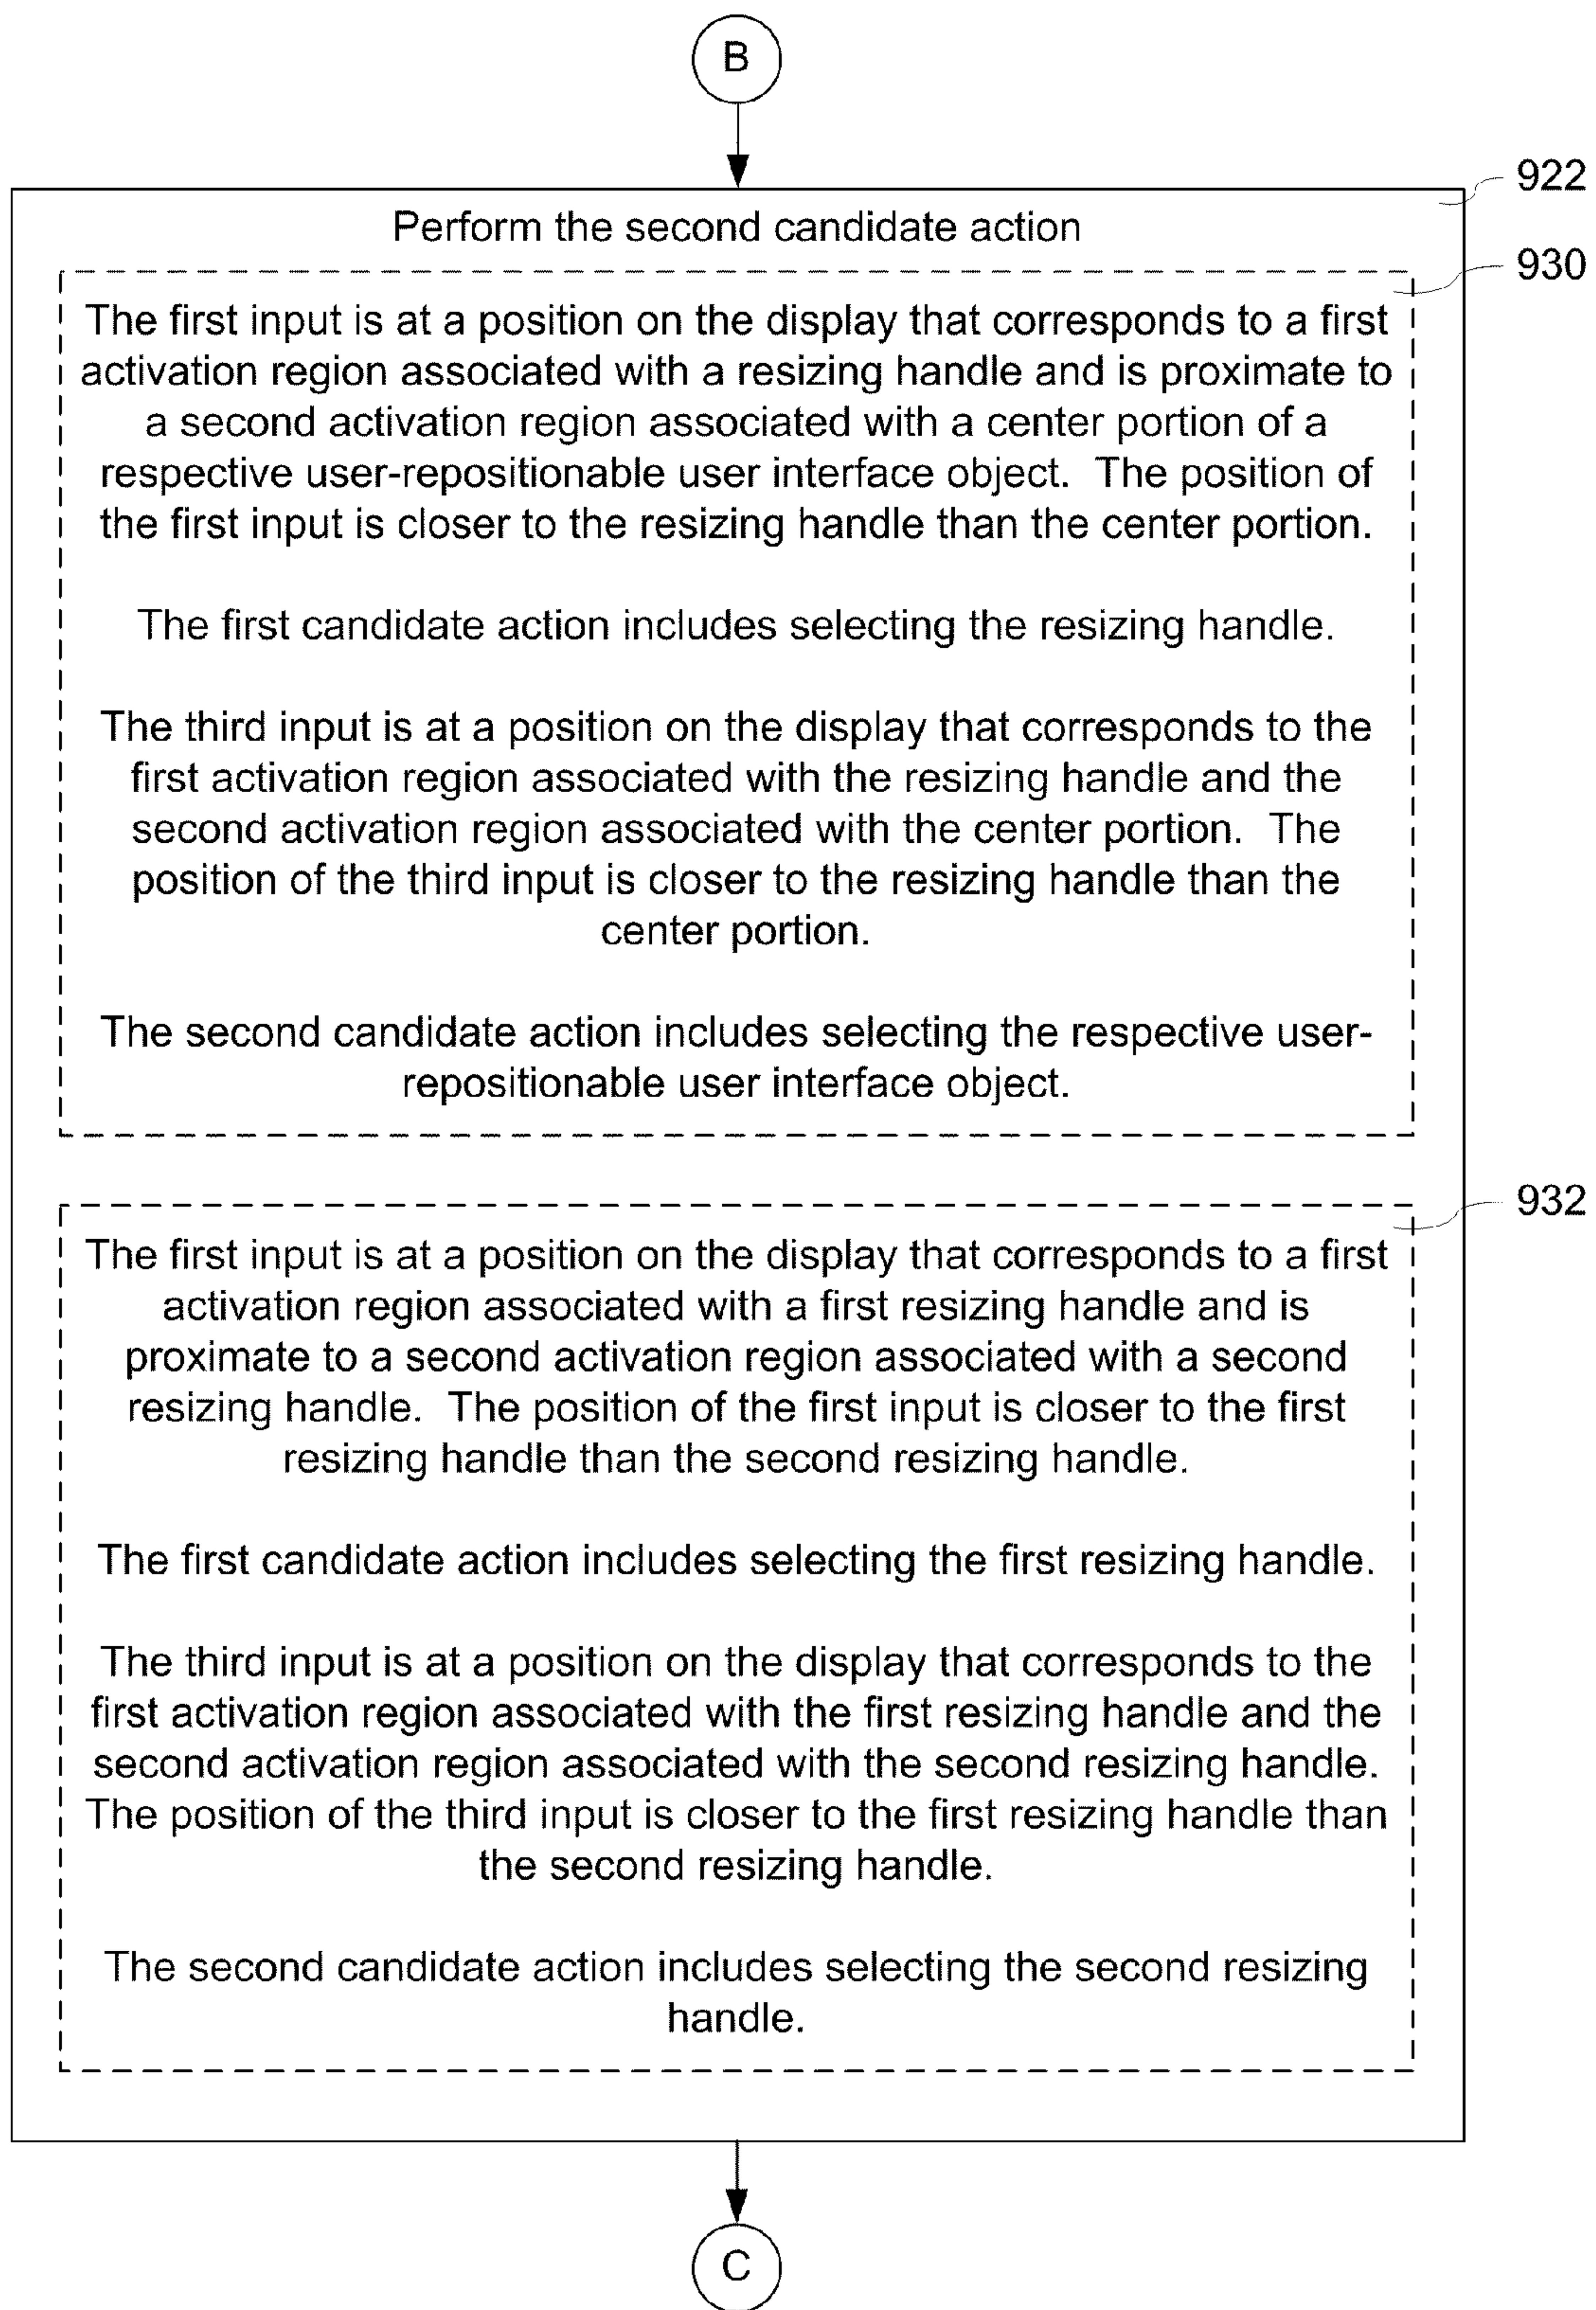 B
922
Perform the second candidate action
930
The first input is at a position on the display that corresponds to a first
activation region associated with a resizing handle and is proximate to
a second activation region associated with a center portion of a
respective user-repositionable user interface object.  The position of
the first input is closer to the resizing handle than the center portion.
The first candidate action includes selecting the resizing handle.
The third input is at a position on the display that corresponds to the
first activation region associated with the resizing handle and the
second activation region associated with the center portion.  The
position of the third input is closer to the resizing handle than the
center portion.
The second candidate action includes selecting the respective user-
repositionable user interface object.
932
The first input is at a position on the display that corresponds to a first
activation region associated with a first resizing handle and is
proximate to a second activation region associated with a second
resizing handle.  The position of the first input is closer to the first
resizing handle than the second resizing handle.
The first candidate action includes selecting the first resizing handle.
The third input is at a position on the display that corresponds to the
first activation region associated with the first resizing handle and the
second activation region associated with the second resizing handle.
The position of the third input is closer to the first resizing handle than
the second resizing handle.
The second candidate action includes selecting the second resizing
handle.
C